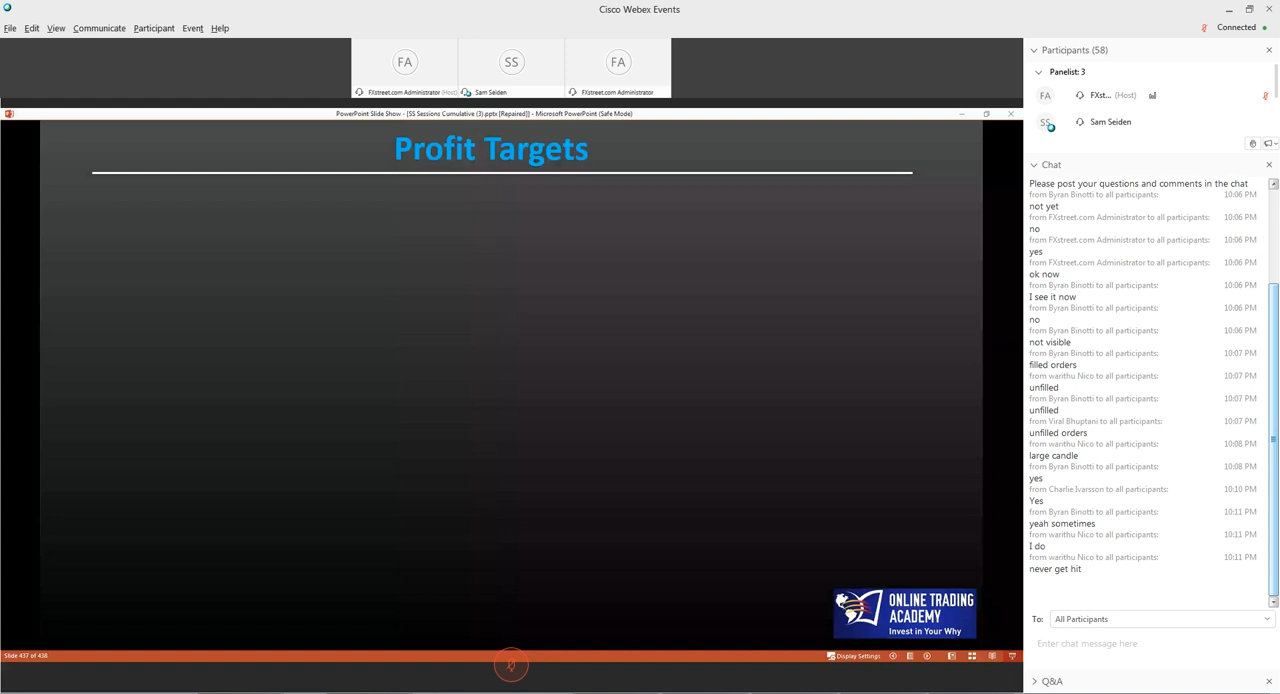 Cisco Webex Events
File Edit View Communicate Participant Event Help
Connected
FA
SS
FA
FXstreet.com Administrator (Host)
Sam Seiden
FXstreet.com Administrator
PowerPoint Slide Show - [SS Sessions Cumulative (3).pptx [Repaired]] - Microsoft PowerPoint (Safe Mode)
Profit Targets
ONLINE TRADING
ACADEMY
Invest in Your Why
Slide 437 of 438
Display Settings
Participants (58)
Panelist: 3
FA FXst... (Host)
SS Sam Seiden
Chat
Please post your questions and comments in the chat
from Byran Binotti to all participants: 10:06 PM
not yet
from FXstreet.com Administrator to all participants: 10:06 PM
no
from FXstreet.com Administrator to all participants: 10:06 PM
yes
from FXstreet.com Administrator to all participants: 10:06 PM
ok now
from Byran Binotti to all participants: 10:06 PM
I see it now
from Byran Binotti to all participants: 10:06 PM
no
from Byran Binotti to all participants: 10:06 PM
not visible
from Byran Binotti to all participants: 10:07 PM
filled orders
from warithu Nico to all participants: 10:07 PM
unfilled
from Byran Binotti to all participants: 10:07 PM
unfilled
from Viral Bhuptani to all participants: 10:07 PM
unfilled orders
from warithu Nico to all participants: 10:08 PM
large candle
from Byran Binotti to all participants: 10:08 PM
yes
from Charlie Ivarsson to all participants: 10:10 PM
Yes
from Byran Binotti to all participants: 10:11 PM
yeah sometimes
from warithu Nico to all participants: 10:11 PM
I do
from warithu Nico to all participants: 10:11 PM
never get hit
To: All Participants
Enter chat message here
Q&A